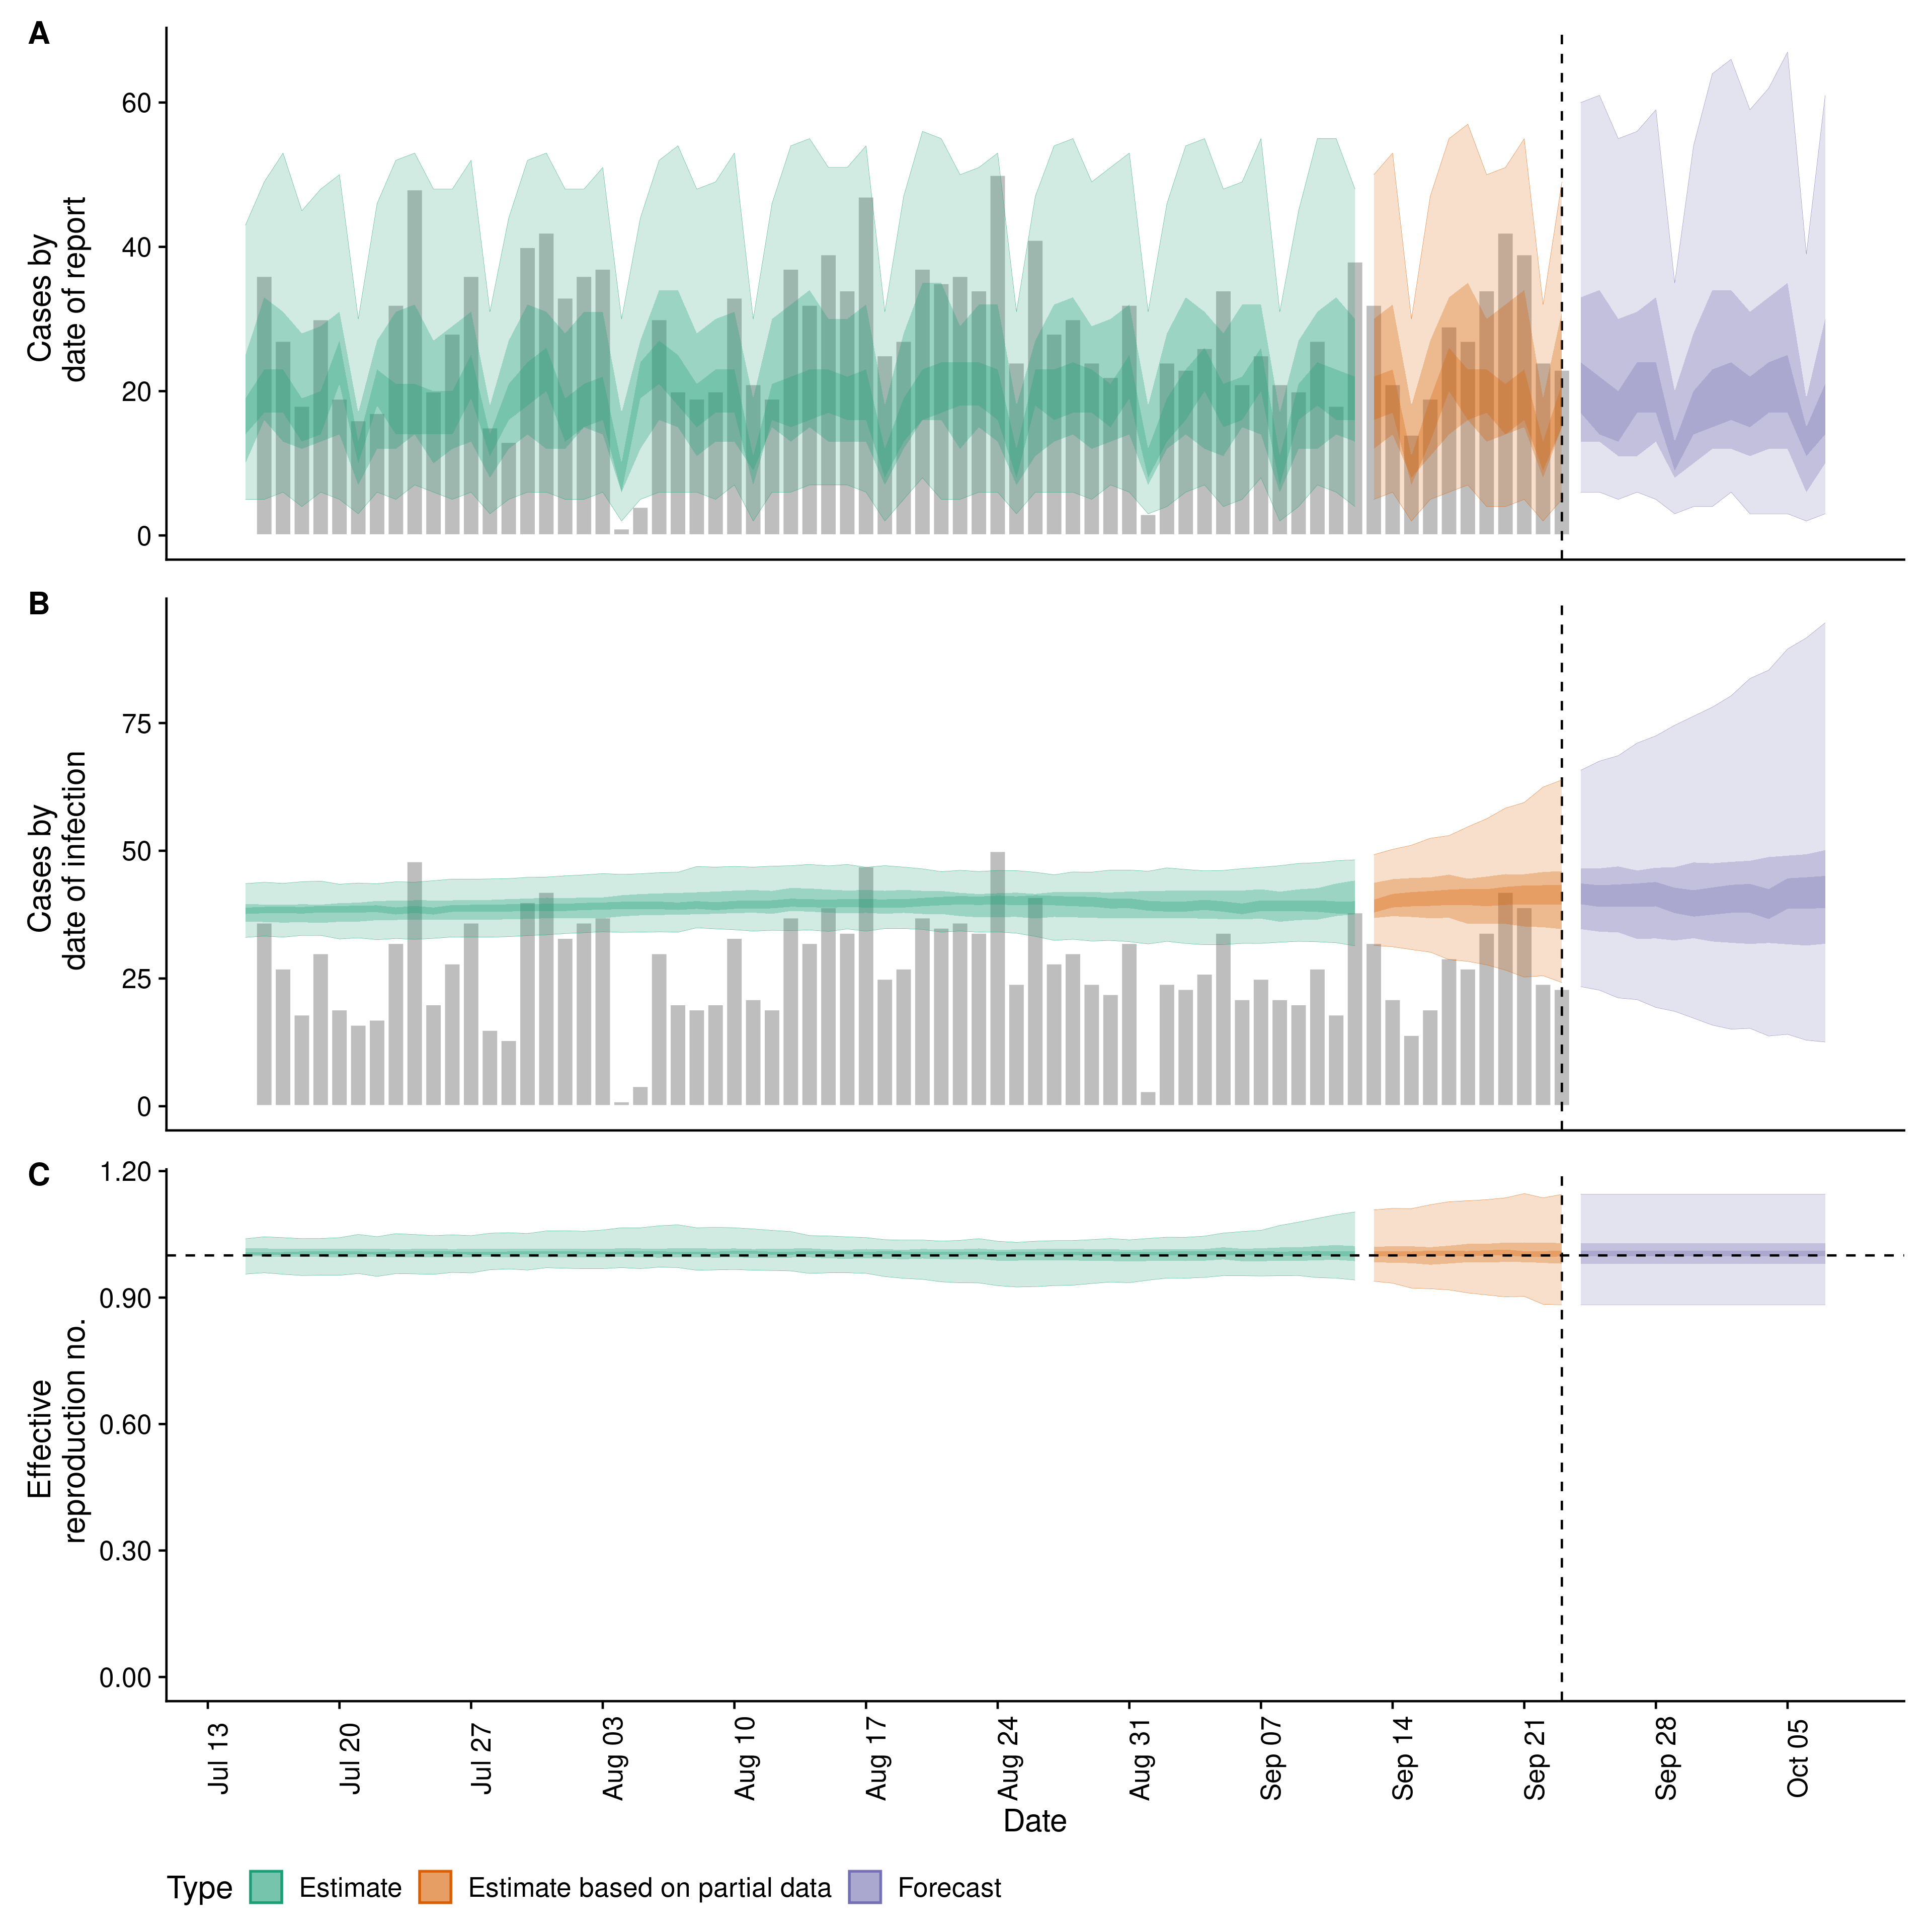 A
60
40
20
0
Cases by
date of report
B
75
50
25
0
Cases by
date of infection
C
1.20
0.90
0.60
0.30
0.00
Effective
reproduction no.
Jul 13
Jul 20
Jul 27
Aug 03
Aug 10
Aug 17
Aug 24
Aug 31
Sep 07
Sep 14
Sep 21
Sep 28
Oct 05
Date
Type Estimate Estimate based on partial data Forecast